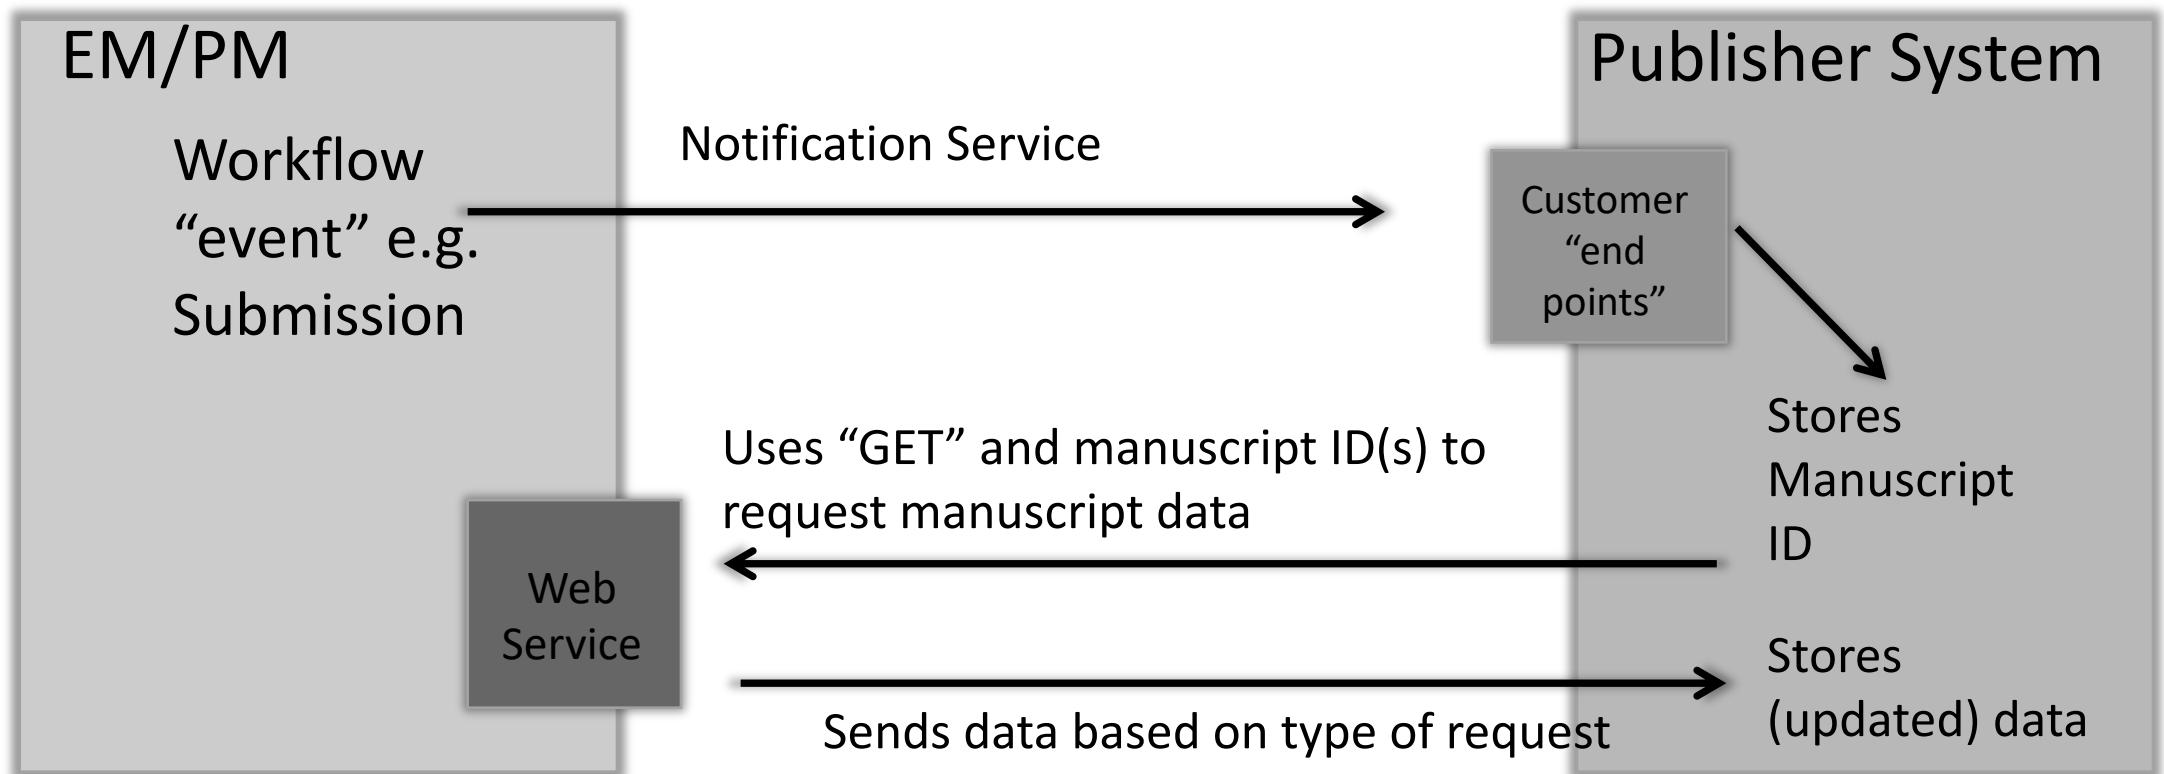 EM/PM
Workflow
“event” e.g.
Submission
Notification Service
Publisher System
Customer
“end
points”
Stores
Manuscript
ID
Uses “GET” and manuscript ID(s) to
request manuscript data
Web
Service
Sends data based on type of request
Stores
(updated) data